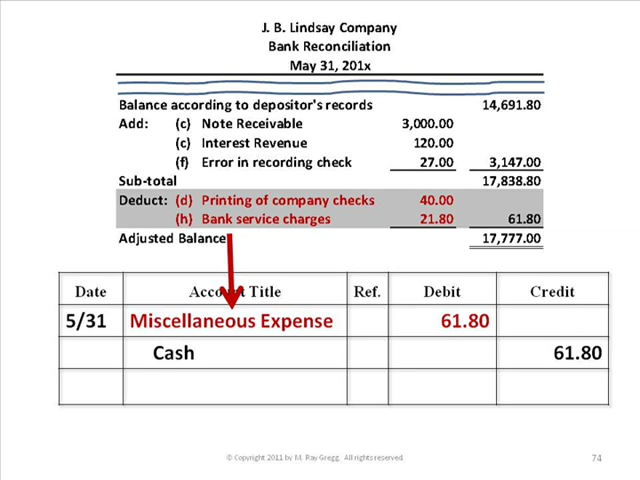 J. B. Lindsay Company
Bank Reconciliation
May 31, 201x
Balance according to depositor's records 14,691.80
Add: (c) Note Receivable 3,000.00
(c) Interest Revenue 120.00
(f) Error in recording check 27.00 3,147.00
Sub-total 17,838.80
Deduct: (d) Printing of company checks 40.00
(h) Bank service charges 21.80 61.80
Adjusted Balance 17,777.00
Date Account Title Ref. Debit Credit
5/31 Miscellaneous Expense 61.80
Cash 61.80
© Copyright 2011 by M. Ray Gregg. All rights reserved. 74